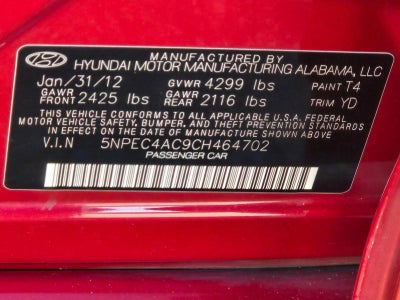 MANUFACTURED BY
HYUNDAI MOTOR MANUFACTURING ALABAMA, LLC
Jan/31/12 GVWR 4299 lbs PAINT T4
GAWR FRONT 2425 lbs GAWR REAR 2116 lbs TRIM YD
THIS VEHICLE CONFORMS TO ALL APPLICABLE U.S.A. FEDERAL
MOTOR VEHICLE SAFETY, BUMPER, AND THEFT PREVENTION STANDARDS
IN EFFECT ON THE DATE OF MANUFACTURE SHOWN ABOVE
V.I.N 5NPEC4AC9CH464702
PASSENGER CAR